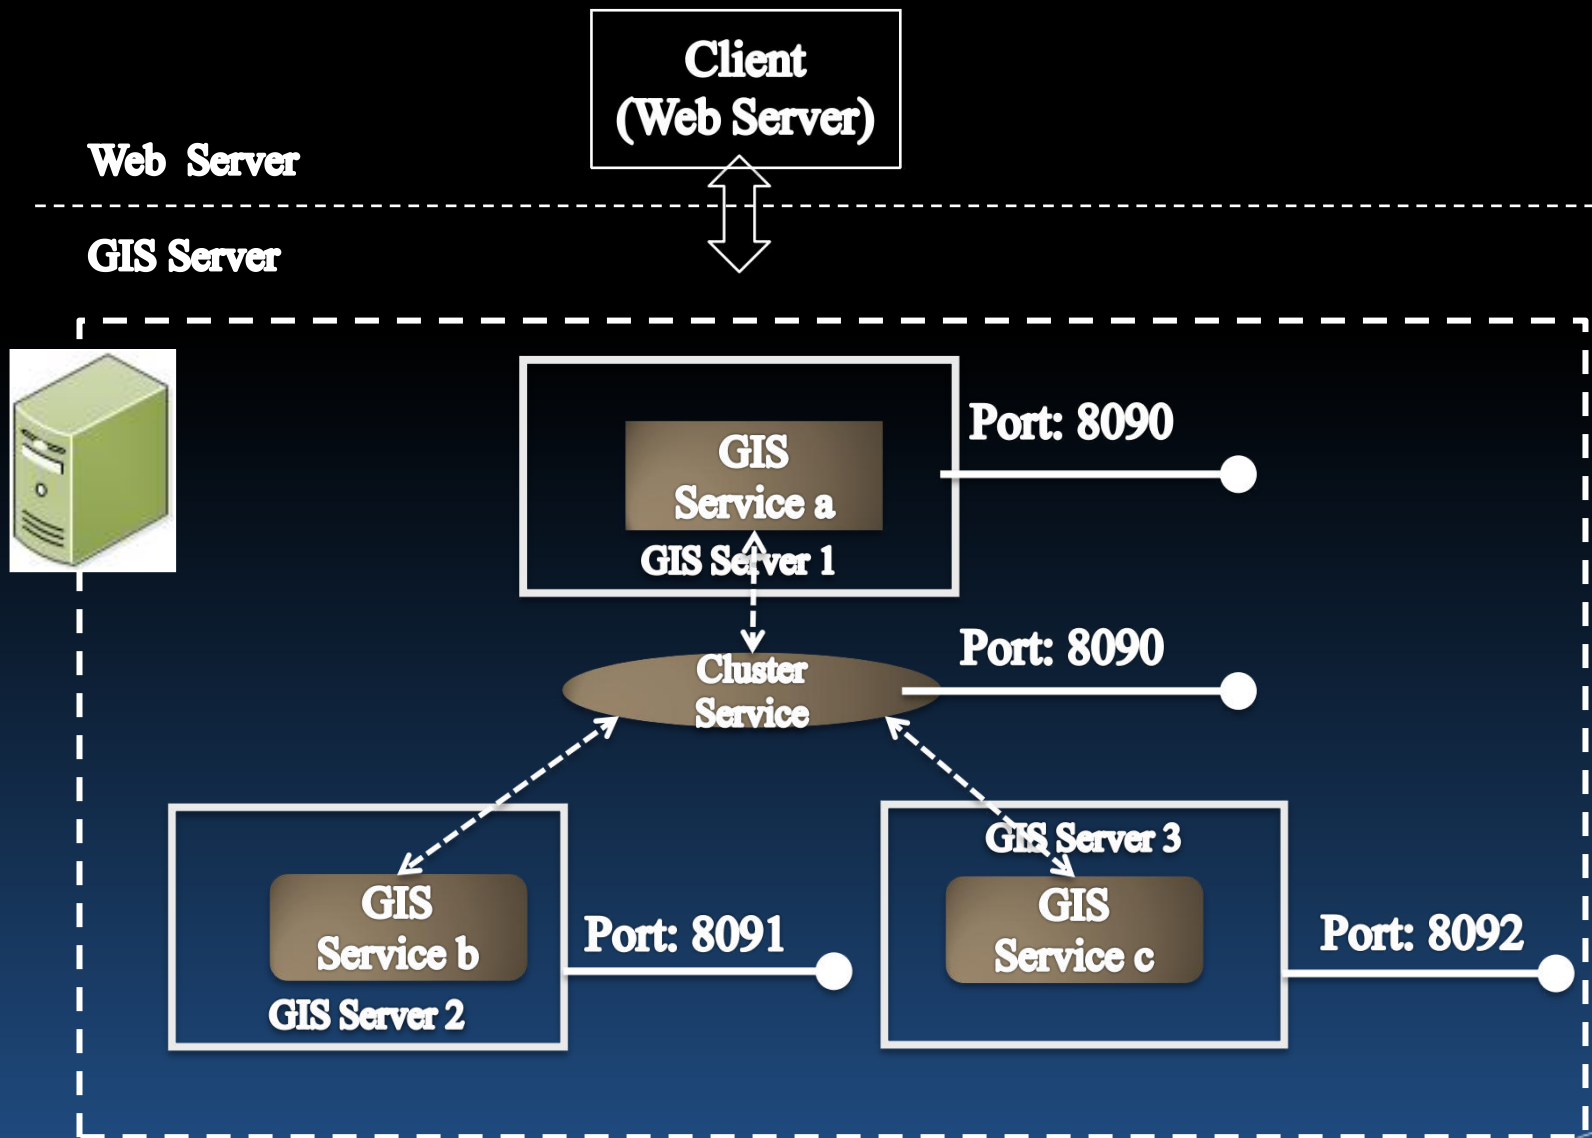 Client
(Web Server)
Web Server
GIS Server
Port: 8090
GIS
Service a
GIS Server 1
Port: 8090
Cluster
Service
GIS Server 3
GIS
Service b
Port: 8091
GIS Server 2
GIS
Service c
Port: 8092